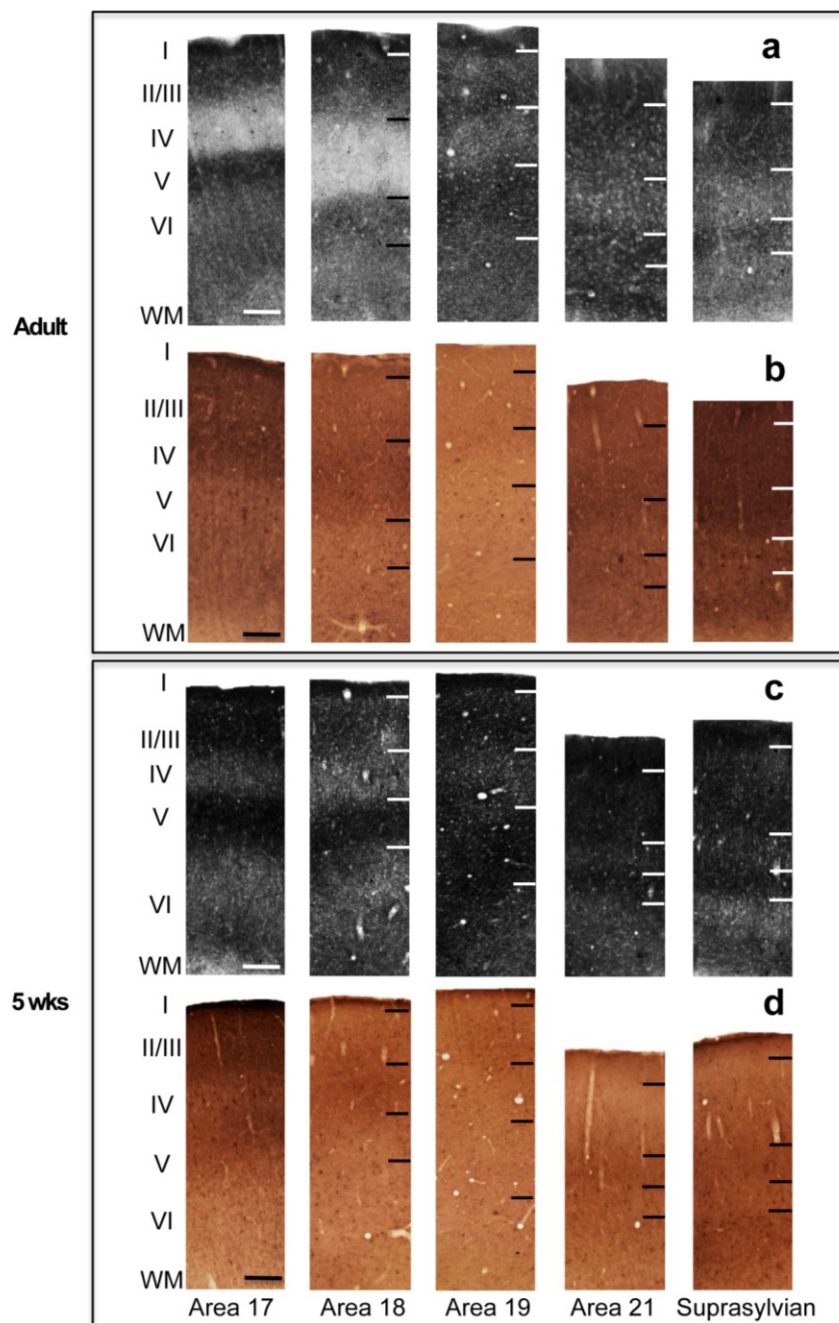 I
a
II/III
IV
V
VI
WM
Adult
I
b
II/III
IV
V
VI
WM
I
c
II/III
IV
V
VI
WM
5 wks
I
d
II/III
IV
V
VI
WM
Area 17 Area 18 Area 19 Area 21 Suprasylvian